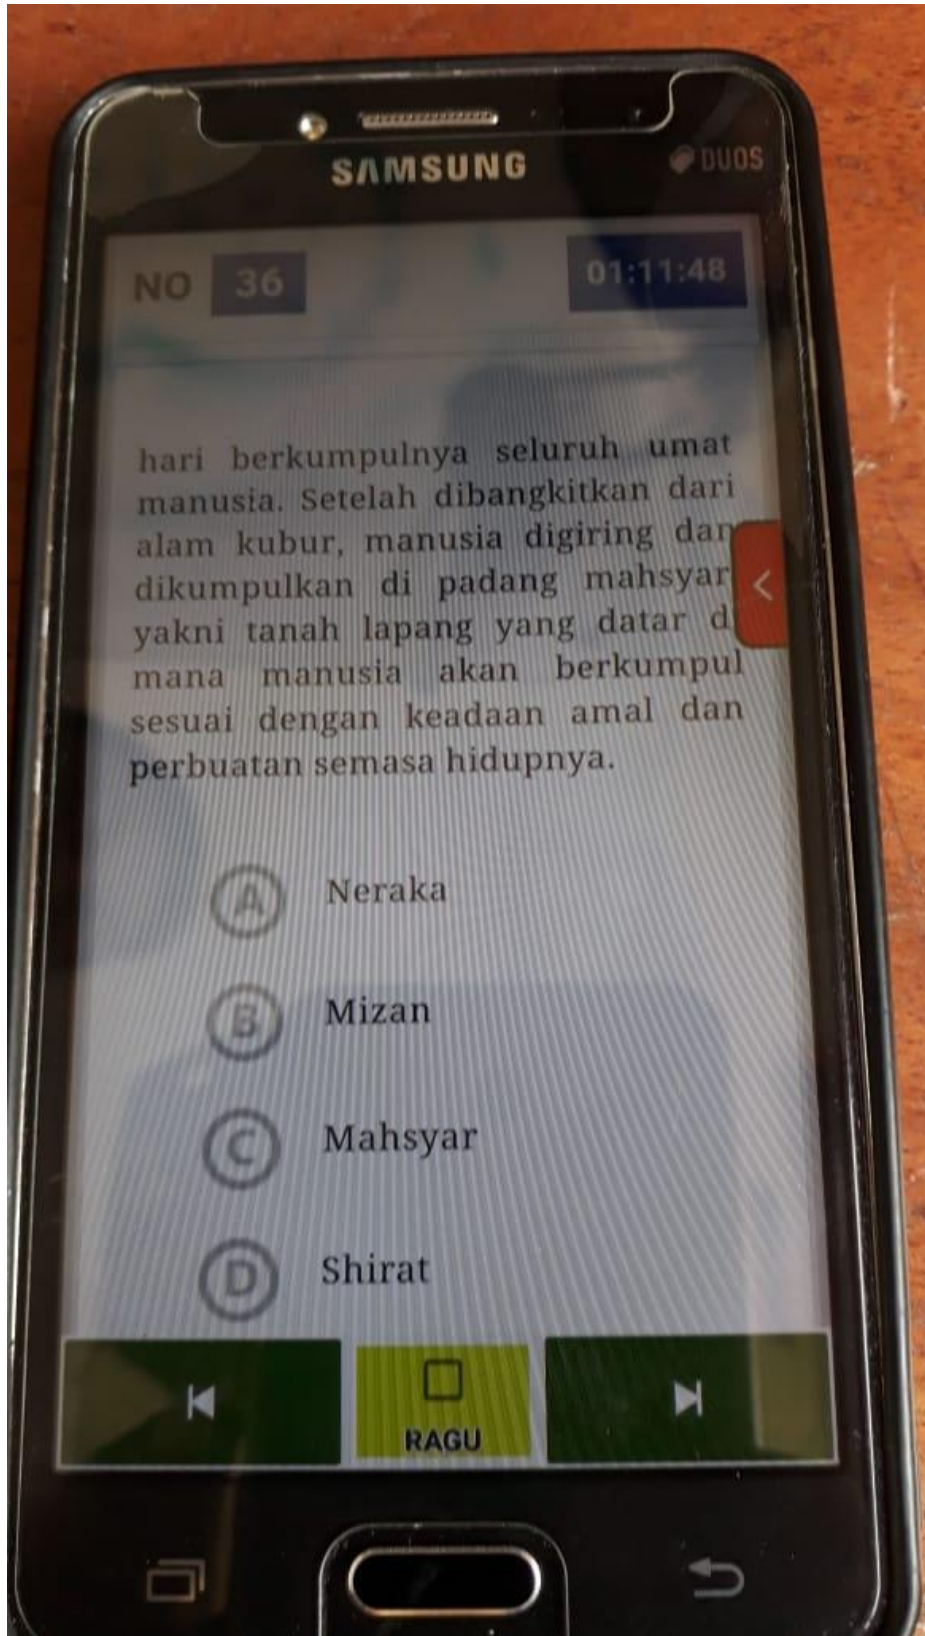 SAMSUNG
DUOS
NO 36
01:11:48
hari berkumpulnya seluruh umat
manusia. Setelah dibangkitkan dari
alam kubur, manusia digiring dan
dikumpulkan di padang mahsyar
yakni tanah lapang yang datar d
mana manusia akan berkumpul
sesuai dengan keadaan amal dan
perbuatan semasa hidupnya.
A Neraka
B Mizan
C Mahsyar
D Shirat
RAGU